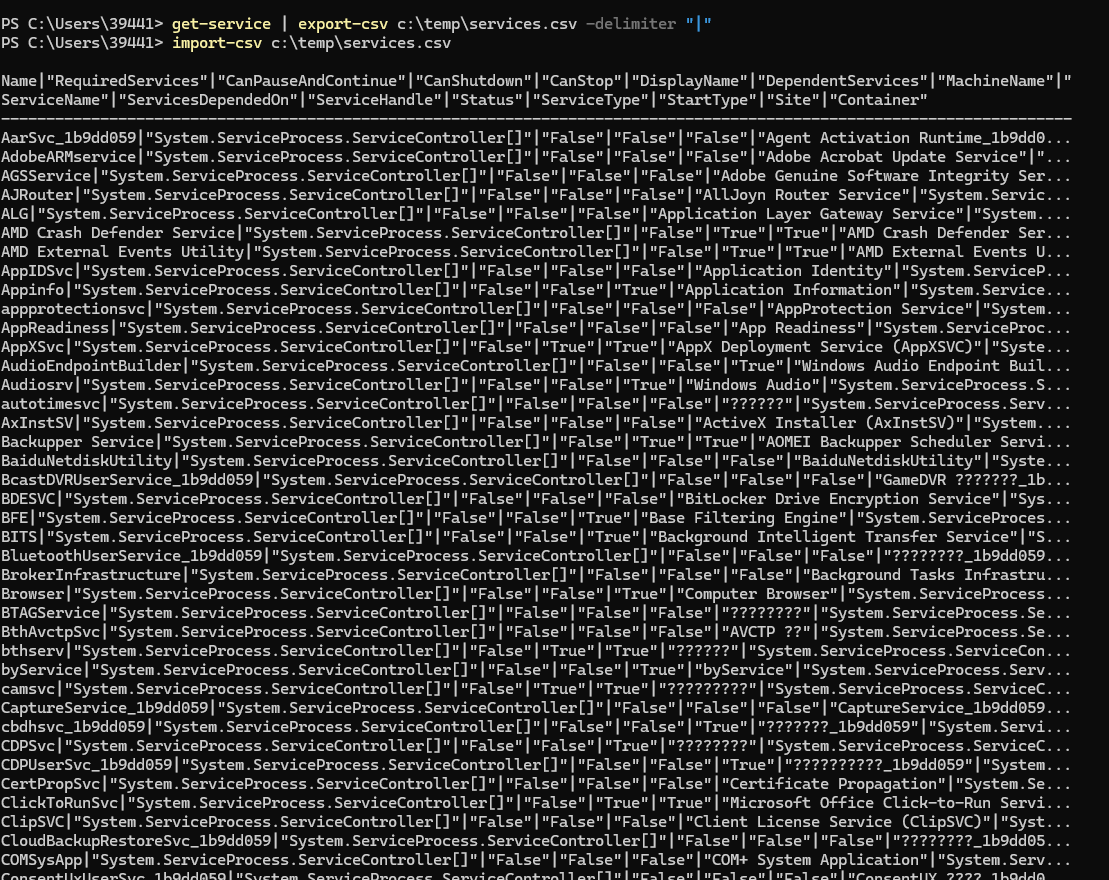 PS C:\Users\39441> get-service | export-csv c:\temp\services.csv -delimiter "|"
PS C:\Users\39441> import-csv c:\temp\services.csv
Name|"RequiredServices"|"CanPauseAndContinue"|"CanShutdown"|"CanStop"|"DisplayName"|"DependentServices"|"MachineName"|"
ServiceName"|"ServicesDependedOn"|"ServiceHandle"|"Status"|"ServiceType"|"StartType"|"Site"|"Container"
-----------------------------------------------------------------------------------------------------------------------
AarSvc_1b9dd059|"System.ServiceProcess.ServiceController[]"|"False"|"False"|"False"|"Agent Activation Runtime_1b9dd0...
AdobeARMservice|"System.ServiceProcess.ServiceController[]"|"False"|"False"|"True"|"Adobe Acrobat Update Service"|"...
AGSService|"System.ServiceProcess.ServiceController[]"|"False"|"False"|"False"|"Adobe Genuine Software Integrity Ser...
AJRouter|"System.ServiceProcess.ServiceController[]"|"False"|"False"|"False"|"AllJoyn Router Service"|"System.Servic...
ALG|"System.ServiceProcess.ServiceController[]"|"False"|"False"|"False"|"Application Layer Gateway Service"|"System....
AMD Crash Defender Service|"System.ServiceProcess.ServiceController[]"|"False"|"True"|"True"|"AMD Crash Defender Ser...
AMD External Events Utility|"System.ServiceProcess.ServiceController[]"|"False"|"True"|"True"|"AMD External Events U...
AppIDSvc|"System.ServiceProcess.ServiceController[]"|"False"|"False"|"False"|"Application Identity"|"System.ServiceP...
Appinfo|"System.ServiceProcess.ServiceController[]"|"False"|"False"|"True"|"Application Information"|"System.Service...
appprotectionsvc|"System.ServiceProcess.ServiceController[]"|"False"|"False"|"False"|"AppProtection Service"|"System...
AppReadiness|"System.ServiceProcess.ServiceController[]"|"False"|"False"|"False"|"App Readiness"|"System.ServiceProc...
AppXSvc|"System.ServiceProcess.ServiceController[]"|"False"|"True"|"True"|"AppX Deployment Service (AppXSVC)"|"Syste...
AudioEndpointBuilder|"System.ServiceProcess.ServiceController[]"|"False"|"False"|"True"|"Windows Audio Endpoint Buil...
Audiosrv|"System.ServiceProcess.ServiceController[]"|"False"|"False"|"True"|"Windows Audio"|"System.ServiceProcess.S...
autotimesvc|"System.ServiceProcess.ServiceController[]"|"False"|"False"|"False"|"??????"|"System.ServiceProcess.Serv...
AxInstSV|"System.ServiceProcess.ServiceController[]"|"False"|"False"|"False"|"ActiveX Installer (AxInstSV)"|"System....
Backupper Service|"System.ServiceProcess.ServiceController[]"|"False"|"True"|"True"|"AOMEI Backupper Scheduler Servi...
BaiduNetdiskUtility|"System.ServiceProcess.ServiceController[]"|"False"|"False"|"False"|"BaiduNetdiskUtility"|"Syste...
BcastDVRUserService_1b9dd059|"System.ServiceProcess.ServiceController[]"|"False"|"False"|"False"|"GameDVR ???????_1b...
BDESVC|"System.ServiceProcess.ServiceController[]"|"False"|"False"|"False"|"BitLocker Drive Encryption Service"|"Sys...
BFE|"System.ServiceProcess.ServiceController[]"|"False"|"False"|"True"|"Base Filtering Engine"|"System.ServiceProces...
BITS|"System.ServiceProcess.ServiceController[]"|"False"|"False"|"True"|"Background Intelligent Transfer Service"|"S...
BluetoothUserService_1b9dd059|"System.ServiceProcess.ServiceController[]"|"False"|"False"|"False"|"????????_1b9dd059...
BrokerInfrastructure|"System.ServiceProcess.ServiceController[]"|"False"|"False"|"False"|"Background Tasks Infrastru...
Browser|"System.ServiceProcess.ServiceController[]"|"False"|"False"|"True"|"Computer Browser"|"System.ServiceProcess...
BTAGService|"System.ServiceProcess.ServiceController[]"|"False"|"False"|"False"|"????????"|"System.ServiceProcess.Se...
BthAvctpSvc|"System.ServiceProcess.ServiceController[]"|"False"|"False"|"False"|"AVCTP ??"|"System.ServiceProcess.Se...
bthserv|"System.ServiceProcess.ServiceController[]"|"False"|"True"|"True"|"??????"|"System.ServiceProcess.ServiceCon...
byService|"System.ServiceProcess.ServiceController[]"|"False"|"False"|"True"|"byService"|"System.ServiceProcess.Serv...
camsvc|"System.ServiceProcess.ServiceController[]"|"False"|"True"|"True"|"?????????"|"System.ServiceProcess.ServiceC...
CaptureService_1b9dd059|"System.ServiceProcess.ServiceController[]"|"False"|"False"|"False"|"CaptureService_1b9dd059...
cbdhsvc_1b9dd059|"System.ServiceProcess.ServiceController[]"|"False"|"False"|"True"|"???????_1b9dd059"|"System.Servi...
CDPSvc|"System.ServiceProcess.ServiceController[]"|"False"|"False"|"True"|"????????"|"System.ServiceProcess.ServiceC...
CDPUserSvc_1b9dd059|"System.ServiceProcess.ServiceController[]"|"False"|"False"|"True"|"??????????_1b9dd059"|"System...
CertPropSvc|"System.ServiceProcess.ServiceController[]"|"False"|"False"|"False"|"Certificate Propagation"|"System.Se...
ClickToRunSvc|"System.ServiceProcess.ServiceController[]"|"False"|"True"|"True"|"Microsoft Office Click-to-Run Servi...
ClipSVC|"System.ServiceProcess.ServiceController[]"|"False"|"False"|"False"|"Client License Service (ClipSVC)"|"Syst...
CloudBackupRestoreSvc_1b9dd059|"System.ServiceProcess.ServiceController[]"|"False"|"False"|"False"|"????????_1b9dd05...
COMSysApp|"System.ServiceProcess.ServiceController[]"|"False"|"False"|"False"|"COM+ System Application"|"System.Serv...
ConsentUxUserSvc_1b9dd059|"System.ServiceProcess.ServiceController[]"|"False"|"False"|"False"|"ConsentUX ????_1b9dd0...